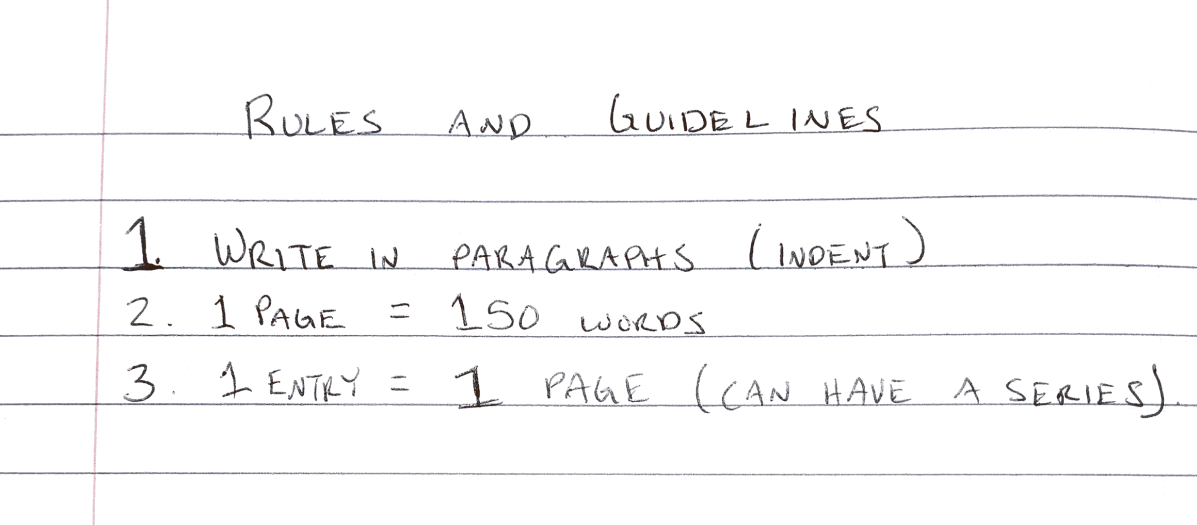 RULES AND GUIDELINES
1. WRITE IN PARAGRAPHS (INDENT)
2. 1 PAGE = 150 WORDS
3. 1 ENTRY = 1 PAGE (CAN HAVE A SERIES).